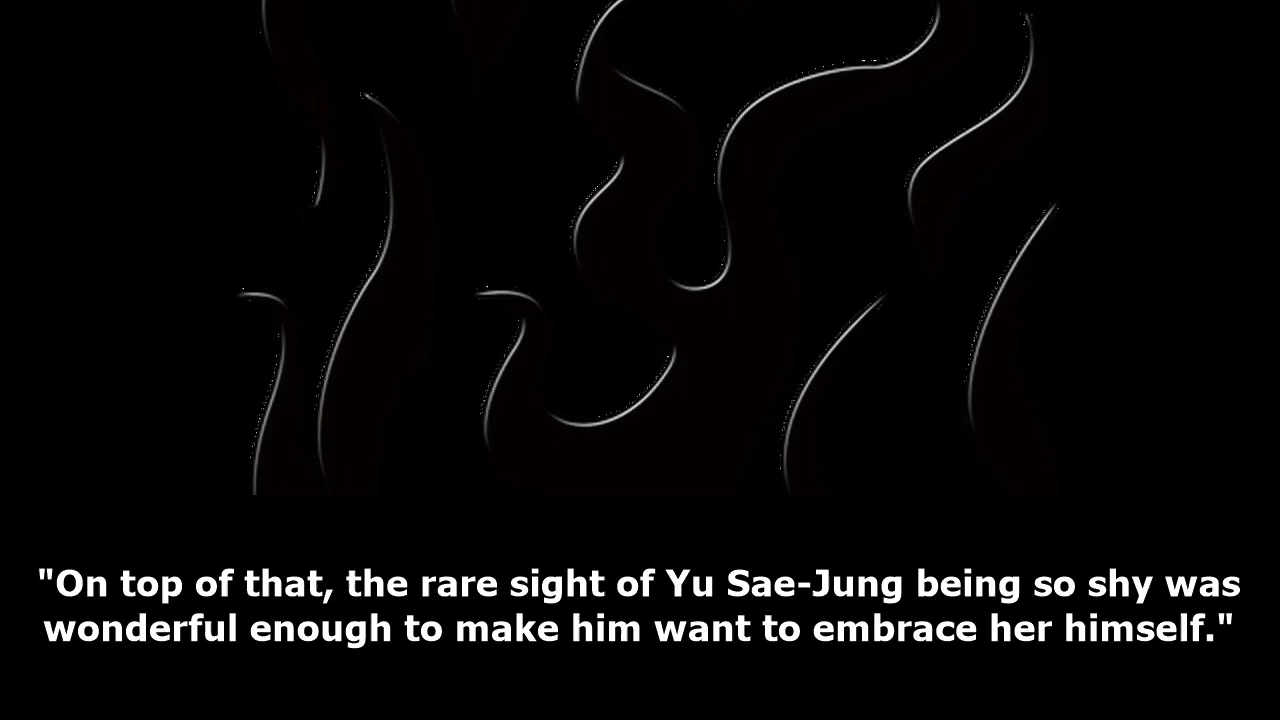 "On top of that, the rare sight of Yu Sae-Jung being so shy was
wonderful enough to make him want to embrace her himself."